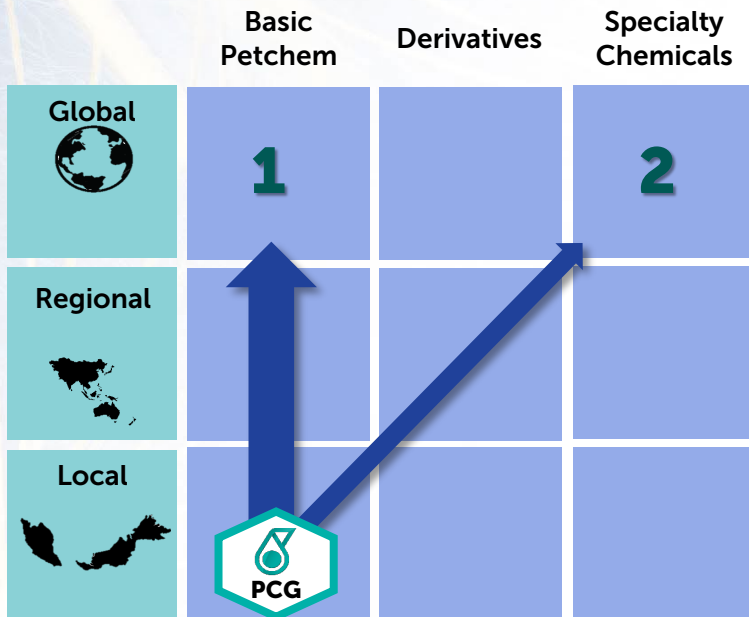 Basic
Petchem
Derivatives
Specialty
Chemicals
Global
1
2
Regional
Local
PCG